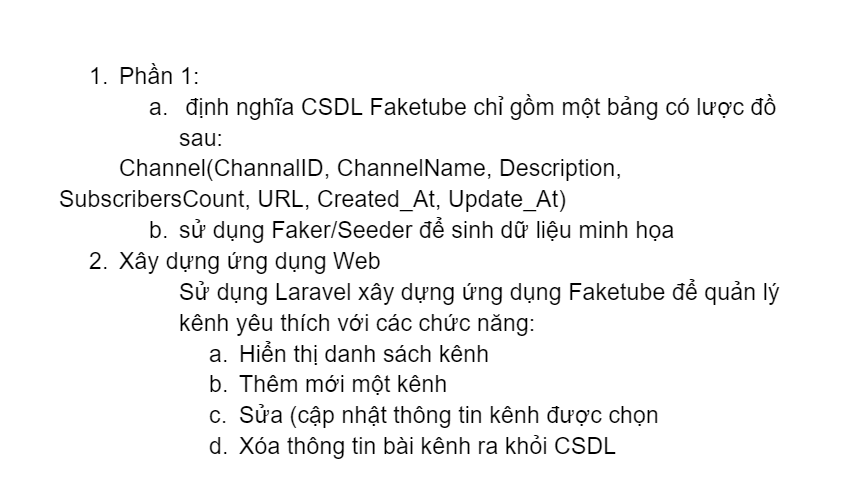 1. Phần 1:
a. định nghĩa CSDL Faketube chỉ gồm một bảng có lược đồ
sau:
Channel(ChannalID, ChannelName, Description,
SubscribersCount, URL, Created_At, Update_At)
b. sử dụng Faker/Seeder để sinh dữ liệu minh họa
2. Xây dựng ứng dụng Web
Sử dụng Laravel xây dựng ứng dụng Faketube để quản lý
kênh yêu thích với các chức năng:
a. Hiển thị danh sách kênh
b. Thêm mới một kênh
c. Sửa (cập nhật thông tin kênh được chọn
d. Xóa thông tin bài kênh ra khỏi CSDL